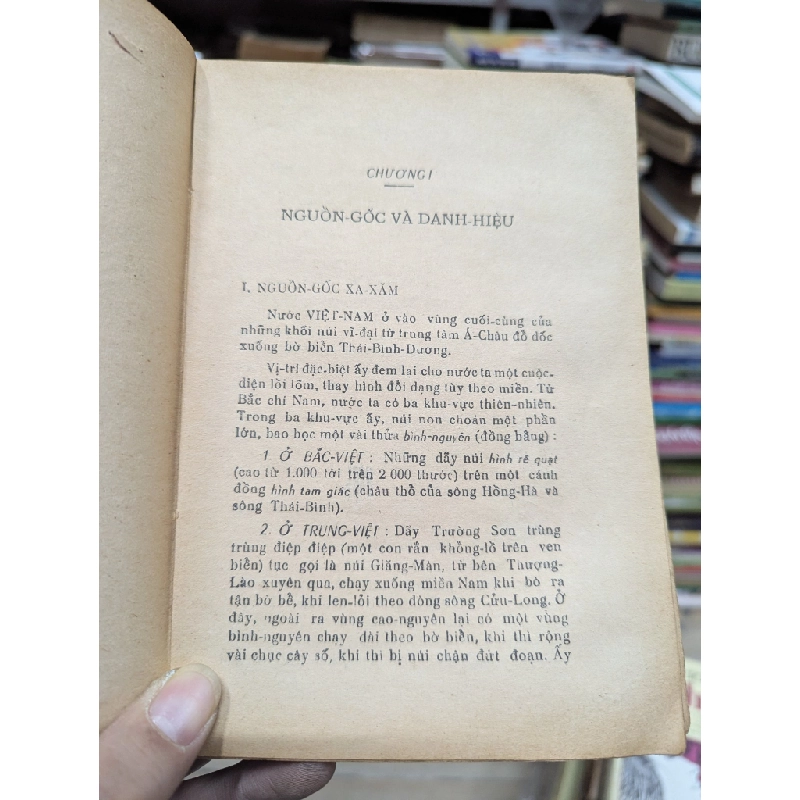 CHƯƠNG I
NGUỒN-GỐC VÀ DANH-HIỆU
I. NGUỒN-GỐC XA-XĂM
Nước VIỆT-NAM ở vào vùng cuối-cùng của
những khối núi vĩ-đại từ trung tâm Á-Châu đổ dốc
xuống bờ biển Thái-Bình-Dương.
Vị-trí đặc-biệt ấy đem lại cho nước ta một cuộc-
diện lồi lõm, thay hình đổi dạng tùy theo miền. Từ
Bắc chí Nam, nước ta có ba khu-vực thiên-nhiên.
Trong ba khu-vực ấy, núi non choán một phần
lớn, bao học một vài thửa bình-nguyên (đồng bằng) :
1. Ở BẮC-VIỆT : Những dãy núi hình rẽ quạt
(cao từ 1.000 tới trên 2 000 thước) trên một cánh
đồng hình tam giác (châu thổ của sông Hồng-Hà và
sông Thái-Bình).
2. Ở TRUNG-VIỆT : Dãy Trường Sơn trùng
trùng điệp điệp (một con rắn khổng-lồ trên ven
biển) tục gọi là núi Giăng-Màn, từ bên Thượng-
Lào xuyên qua, chạy xuống miền Nam khi bò ra
tận bờ bể, khi len-lỏi theo dòng sông Cửu-Long. Ở
đây, ngoài ra vùng cao-nguyên lại có một vùng
bình-nguyên chạy dài theo bờ biển, khi thì rộng
vài chục cây số, khi thì bị núi chận đứt đoạn. Ấy